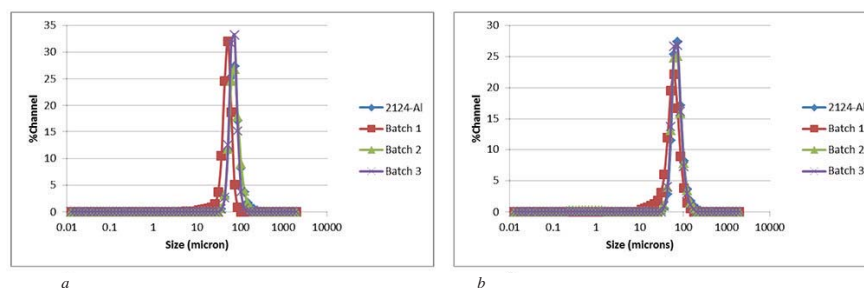 35
30
25
20
15
10
5
0
%Channel
0.01 0.1 1 10 100 1000 10000
Size (micron)
2124-Al
Batch 1
Batch 2
Batch 3
a
30
25
20
15
10
5
0
%Channel
0.01 0.1 1 10 100 1000 10000
Size (microns)
2124-Al
Batch 1
Batch 2
Batch 3
b